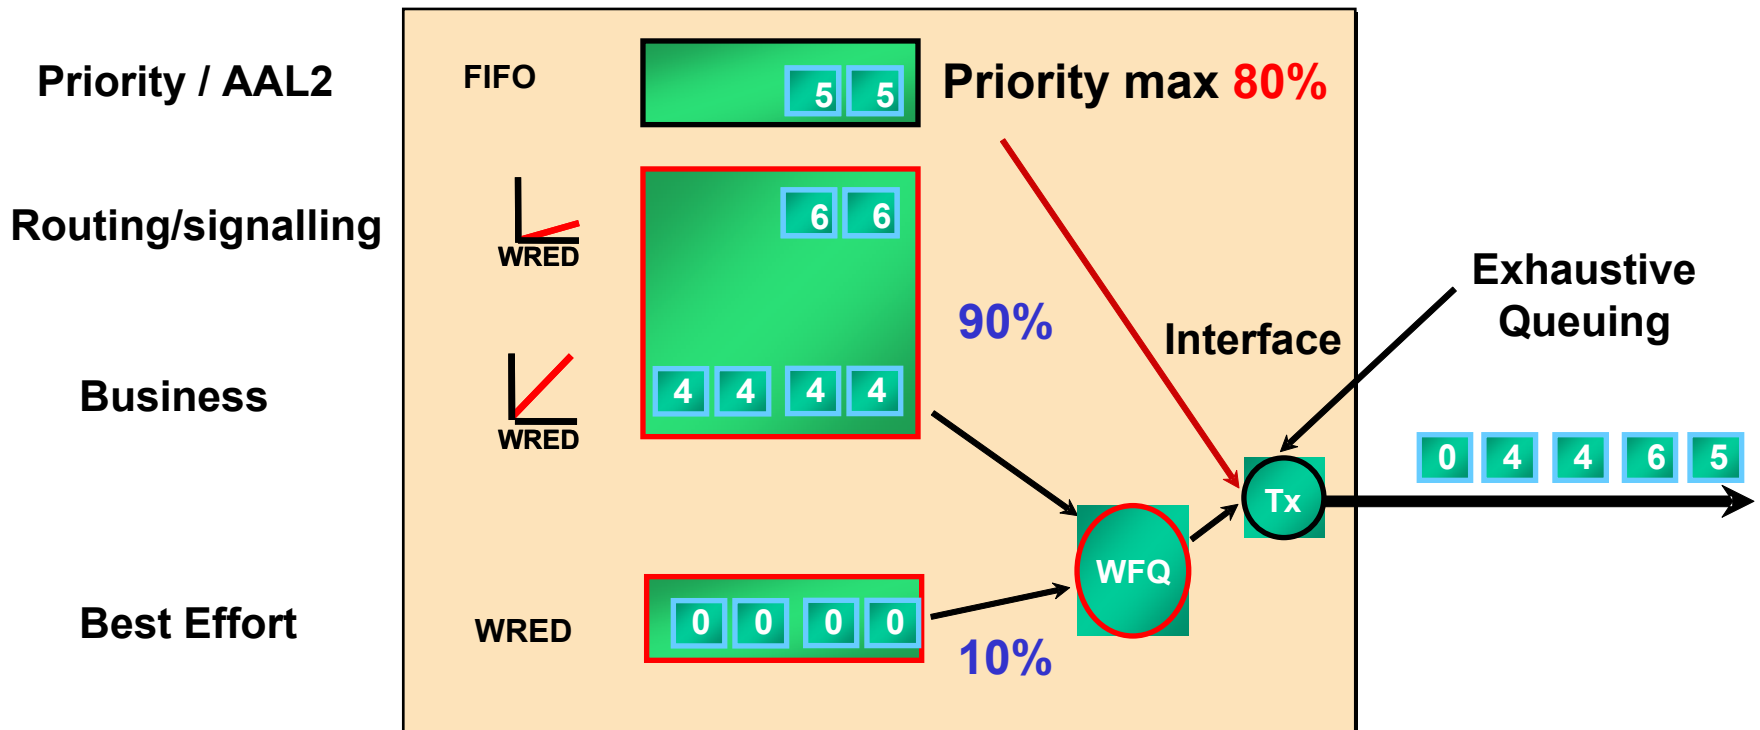 Priority / AAL2
FIFO
5 5
Priority max 80%
Routing/signalling
WRED
6 6
90%
Exhaustive
Queuing
Interface
Business
WRED
4 4 4 4
0 4 4 6 5
Tx
WFQ
Best Effort
WRED
0 0 0 0
10%